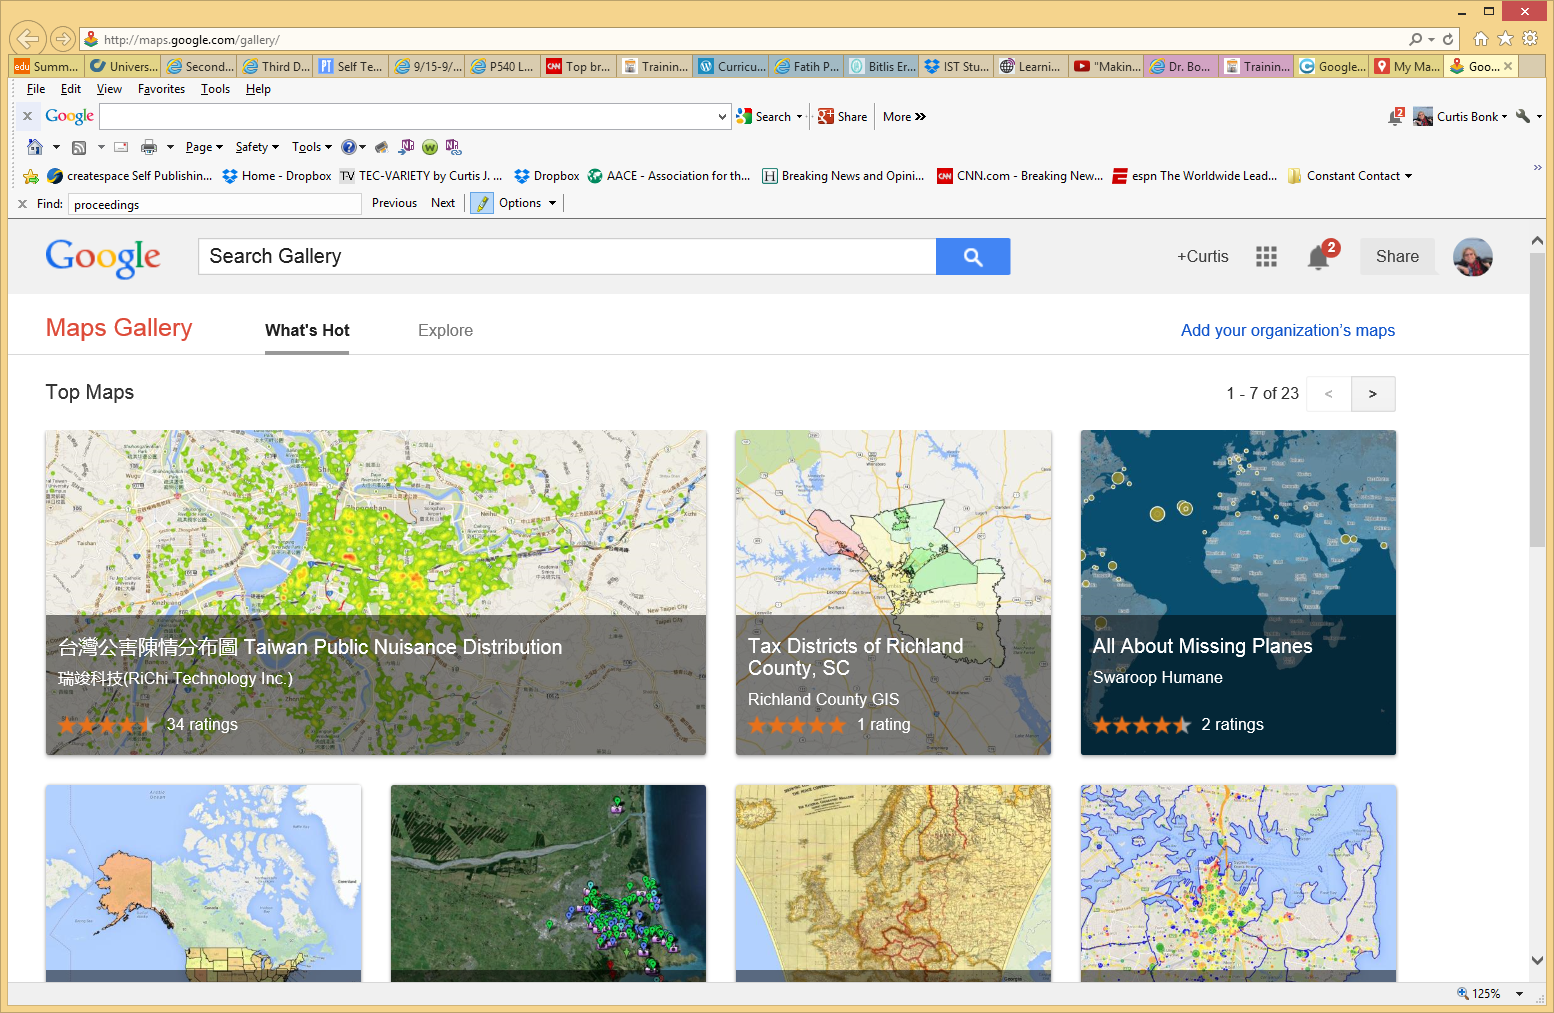 http://maps.google.com/gallery/
Summ... Univers... Second... Third D... Self Te... 9/15-9/... P540 L... Top br... Trainin... Curricu... Fatih P... Bitlis Er... IST Stu... Learni... "Makin... Dr. Bo... Trainin... Google... My Ma... Goo...
File Edit View Favorites Tools Help
x Google Search Share More » 2 Curtis Bonk
Page Safety Tools
createspace Self Publishin... Home - Dropbox TEC-VARIETY by Curtis J. ... Dropbox AACE - Association for th... Breaking News and Opini... CNN.com - Breaking New... espn The Worldwide Lead... Constant Contact »
x Find: proceedings Previous Next Options
Google Search Gallery +Curtis 2 Share
Maps Gallery What's Hot Explore Add your organization's maps
Top Maps 1 - 7 of 23 < >
台灣公害陳情分布圖 Taiwan Public Nuisance Distribution
瑞竣科技(RiChi Technology Inc.)
34 ratings
Tax Districts of Richland
County, SC
Richland County GIS
1 rating
All About Missing Planes
Swaroop Humane
2 ratings
125%